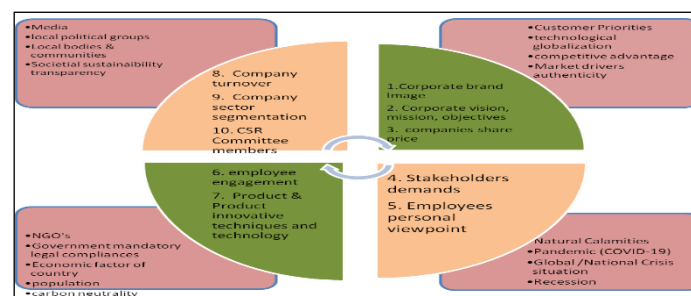 •Media
•local political groups
•Local bodies &
communities
•Societial sustainaibility
transparency
•Customer Priorities
•technological
globalization
•competitive advantage
•Market drivers
authenticity
8. Company
turnover
9. Company
sector
segmentation
10. CSR
Committee
members
1.Corporate brand
Image
2. Corporate vision,
mission, objectives
3. companies share
price
6. employee
engagement
7. Product &
Product
innovative
techniques and
technology
4. Stakeholders
demands
5. Employees
personal
viewpoint
•NGO's
•Government mandatory
legal compliances
•Economic factor of
country
•population
•carbon neutrality
Natural Calamities
•Pandemic (COVID-19)
•Global /National Crisis
situation
•Recession